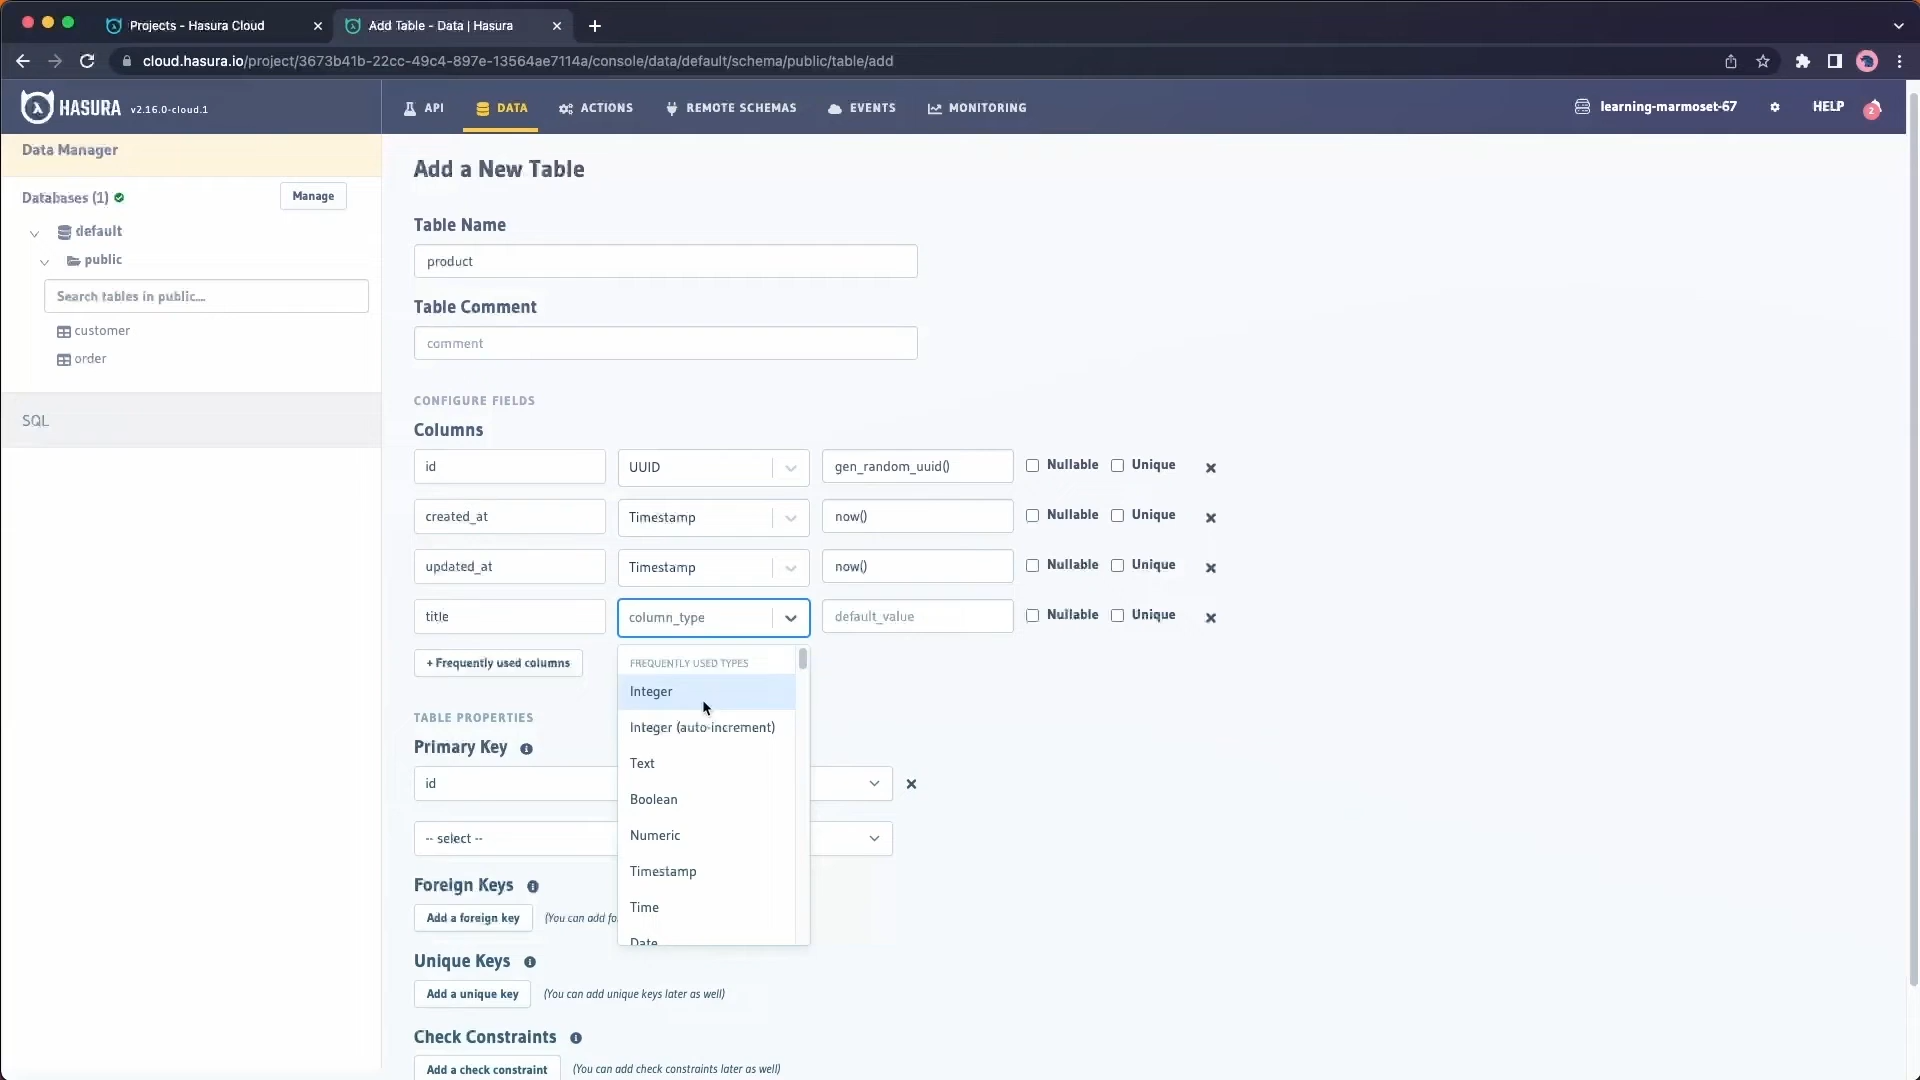 Projects - Hasura Cloud
Add Table - Data | Hasura
cloud.hasura.io/project/3673b41b-22cc-49c4-897e-13564ae7114a/console/data/default/schema/public/table/add
HASURA v2.16.0-cloud.1
API
DATA
ACTIONS
REMOTE SCHEMAS
EVENTS
MONITORING
learning-marmoset-67
HELP
2
Data Manager
Databases (1)
Manage
default
public
Search tables in public...
customer
order
SQL
Add a New Table
Table Name
product
Table Comment
comment
CONFIGURE FIELDS
Columns
id UUID gen_random_uuid() Nullable Unique
created_at Timestamp now() Nullable Unique
updated_at Timestamp now() Nullable Unique
title column_type default_value Nullable Unique
+ Frequently used columns
FREQUENTLY USED TYPES
Integer
Integer (auto-increment)
Text
Boolean
Numeric
Timestamp
Time
Date
TABLE PROPERTIES
Primary Key
id
-- select --
Foreign Keys
Add a foreign key (You can add fo
Unique Keys
Add a unique key (You can add unique keys later as well)
Check Constraints
Add a check constraint (You can add check constraints later as well)